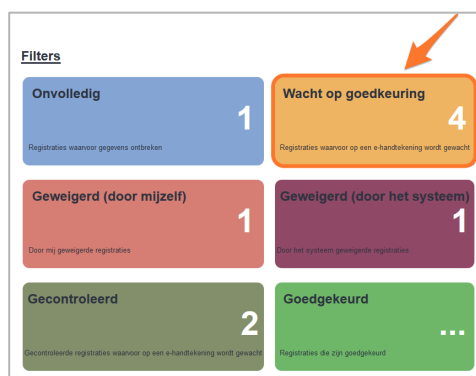 Filters
Onvolledig
1
Registraties waarvoor gegevens ontbreken
Wacht op goedkeuring
4
Registraties waarvoor op een e-handtekening wordt gewacht
Geweigerd (door mijzelf)
1
Door mij geweigerde registraties
Geweigerd (door het systeem)
1
Door het systeem geweigerde registraties
Gecontroleerd
2
Gecontroleerde registraties waarvoor op een e-handtekening wordt gewacht
Goedgekeurd
...
Registraties die zijn goedgekeurd